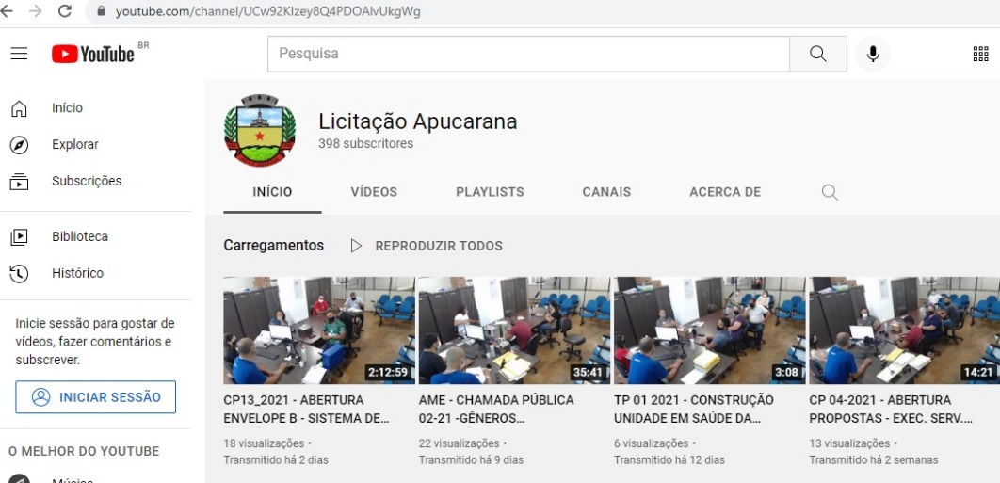 youtube.com/channel/UCw92KIzey8Q4PDOAlvUkgWg
YouTube BR
Pesquisa
Início
Explorar
Subscrições
Biblioteca
Histórico
Inicie sessão para gostar de
vídeos, fazer comentários e
subscrever.
INICIAR SESSÃO
O MELHOR DO YOUTUBE
Música
Licitação Apucarana
398 subscritores
INÍCIO VÍDEOS PLAYLISTS CANAIS ACERCA DE
Carregamentos REPRODUZIR TODOS
2:12:59
CP13_2021 - ABERTURA
ENVELOPE B - SISTEMA DE...
18 visualizações •
Transmitido há 2 dias
35:41
AME - CHAMADA PÚBLICA
02-21 -GÊNEROS...
22 visualizações •
Transmitido há 9 dias
3:08
TP 01 2021 - CONSTRUÇÃO
UNIDADE EM SAÚDE DA...
6 visualizações •
Transmitido há 12 dias
14:21
CP 04-2021 - ABERTURA
PROPOSTAS - EXEC. SERV....
13 visualizações •
Transmitido há 2 semanas